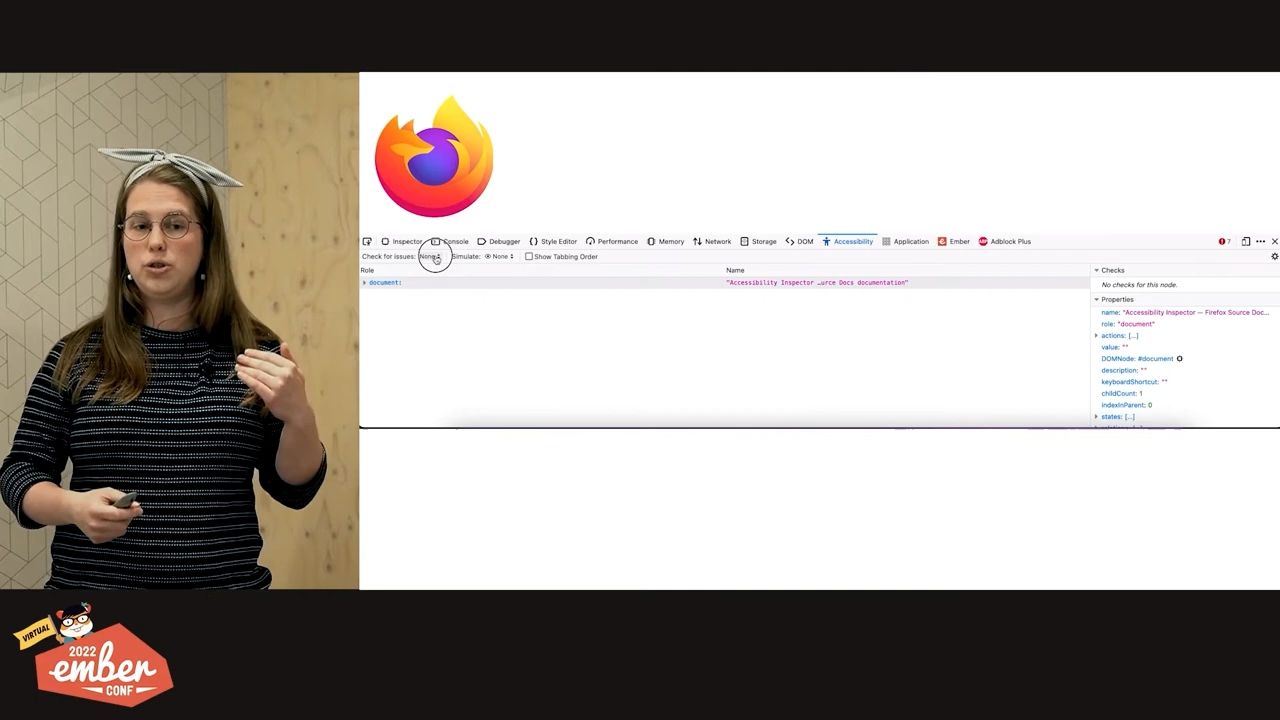 Inspector Console Debugger Style Editor Performance Memory Network Storage DOM Accessibility Application Ember Adblock Plus 7
Check for issues: None Simulate: None Show Tabbing Order
Role Name
document: "Accessibility Inspector …urce Docs documentation"
Checks
No checks for this node.
Properties
name: "Accessibility Inspector — Firefox Source Doc…
role: "document"
actions: […]
value: ""
DOMNode: #document
description: ""
keyboardShortcut: ""
childCount: 1
indexInParent: 0
states: […]
VIRTUAL
2022
ember
CONF